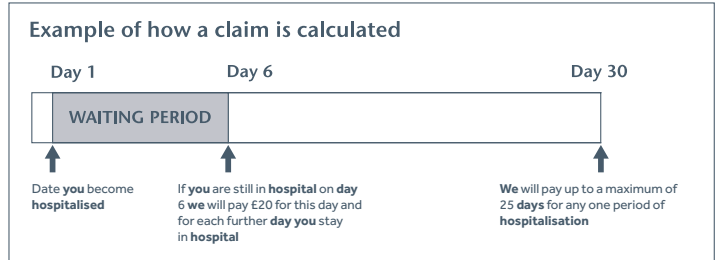 Example of how a claim is calculated
Day 1
Day 6
Day 30
WAITING PERIOD
Date you become
hospitalised
If you are still in hospital on day
6 we will pay £20 for this day and
for each further day you stay
in hospital
We will pay up to a maximum of
25 days for any one period of
hospitalisation